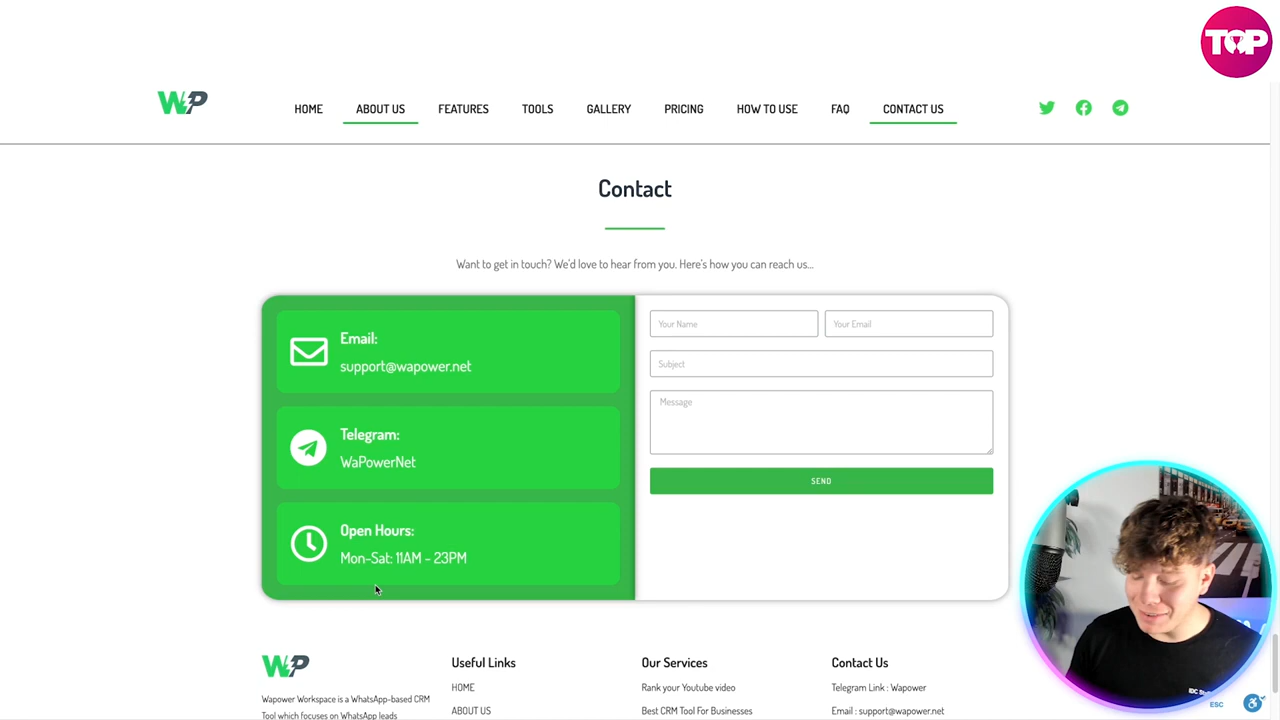 TOP
WP
HOME ABOUT US FEATURES TOOLS GALLERY PRICING HOW TO USE FAQ CONTACT US
Contact
Want to get in touch? We'd love to hear from you. Here's how you can reach us...
Email:
support@wapower.net
Telegram:
WaPowerNet
Open Hours:
Mon-Sat: 11AM - 23PM
Your Name Your Email
Subject
Message
SEND
WP
Wapower Workspace is a WhatsApp-based CRM
Tool which focuses on WhatsApp leads
Useful Links
HOME
ABOUT US
Our Services
Rank your Youtube video
Best CRM Tool For Businesses
Contact Us
Telegram Link : Wapower
Email : support@wapower.net
ESC